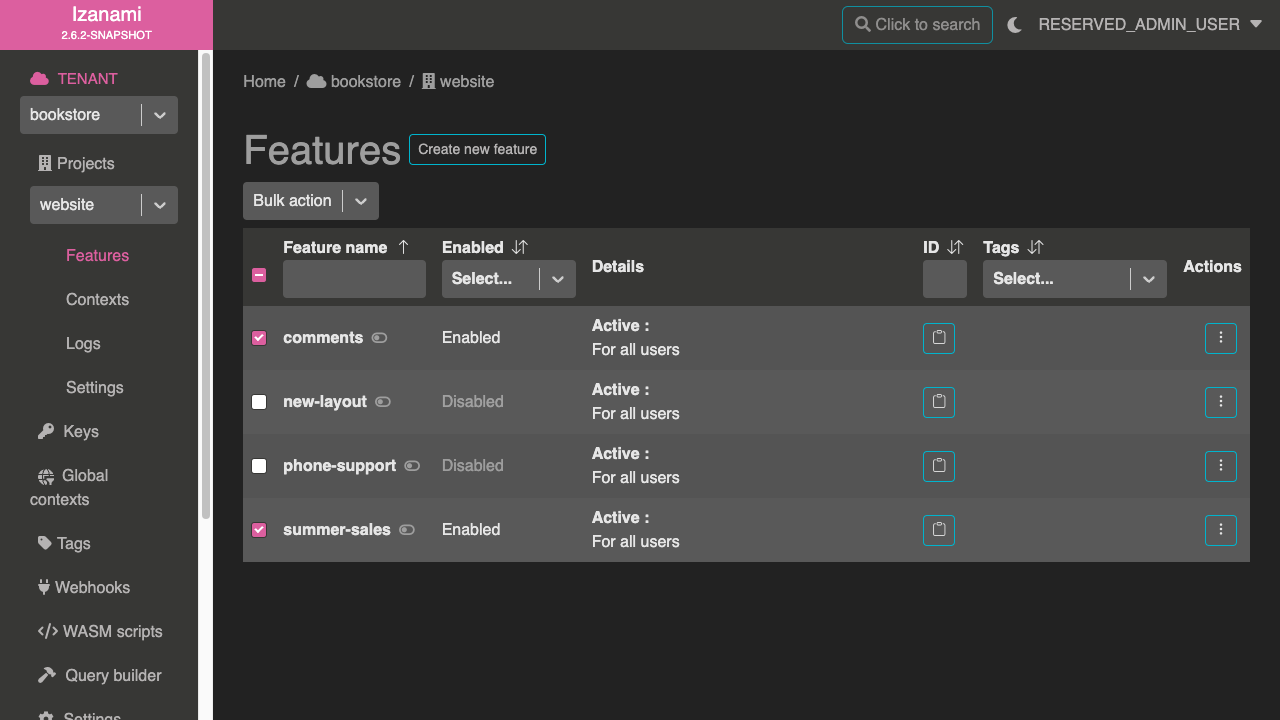 Izanami
2.6.2-SNAPSHOT
Click to search
RESERVED_ADMIN_USER
TENANT
bookstore
Projects
website
Features
Contexts
Logs
Settings
Keys
Global
contexts
Tags
Webhooks
WASM scripts
Query builder
Settings
Home / bookstore / website
Features
Create new feature
Bulk action
Feature name Enabled Details ID Tags Actions
Select... Select...
comments Enabled Active :
For all users
new-layout Disabled Active :
For all users
phone-support Disabled Active :
For all users
summer-sales Enabled Active :
For all users